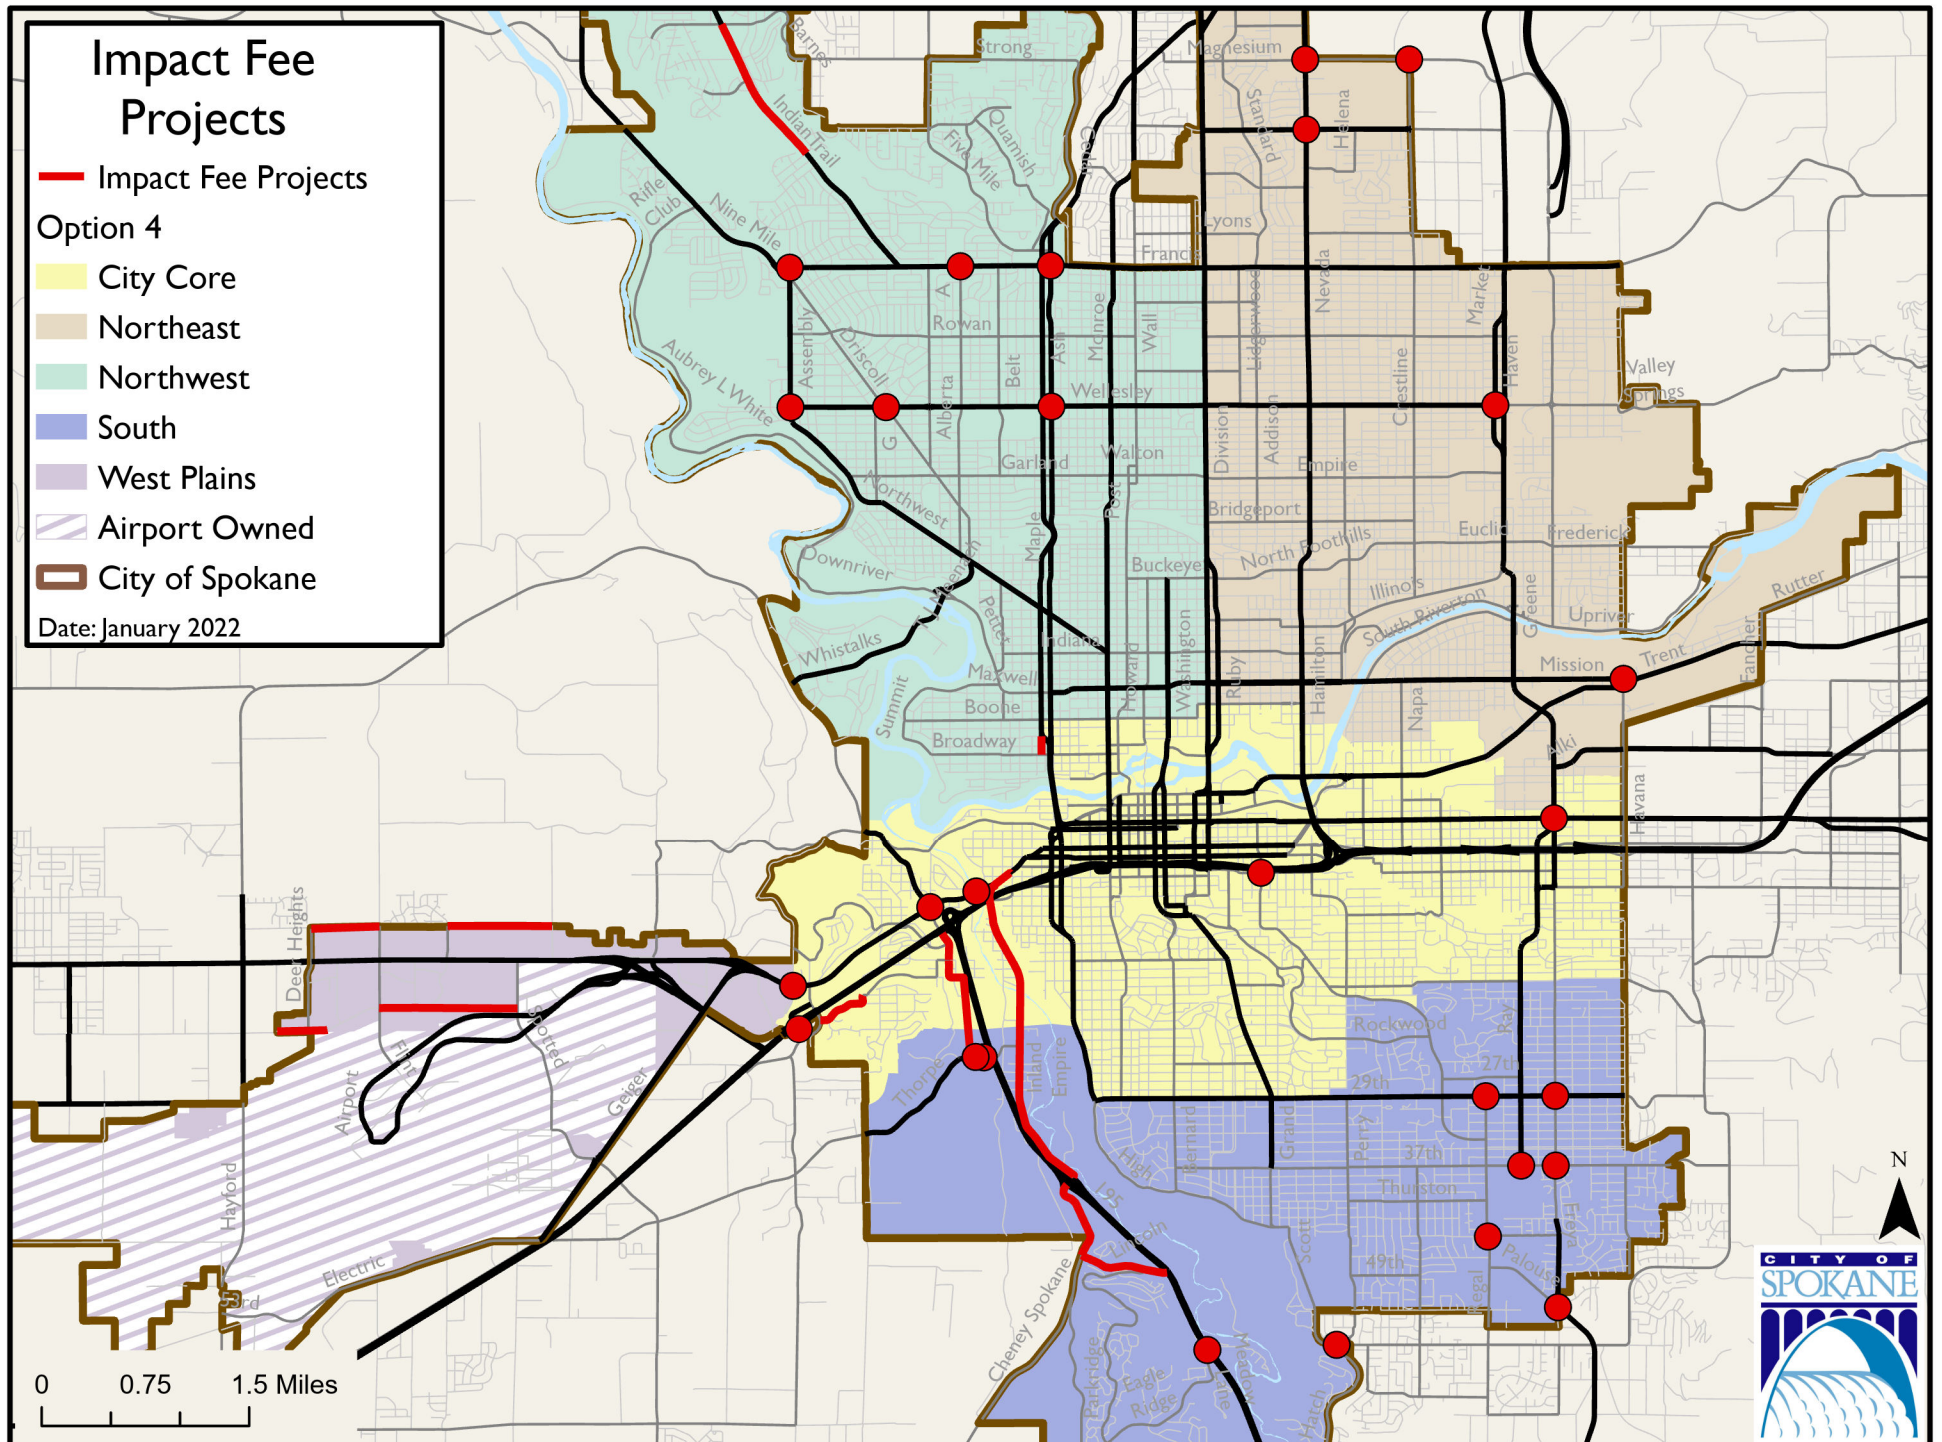 Impact Fee
Projects
Impact Fee Projects
Option 4
City Core
Northeast
Northwest
South
West Plains
Airport Owned
City of Spokane
Date: January 2022
Barnes
Strong
Magnesium
Indian Trail
Five Mile
Quamish
Cedar
Standard
Helena
Rifle
Club
Nine Mile
Lyons
Francis
Nevada
Market
A
Rowan
Assembly
Driscoll
Belt
Ash
Monroe
Wall
Lidgerwood
Haven
Crestline
Valley
Springs
Aubrey L White
Wellesley
Alberta
G
Division
Addison
Garland
Walton
Empire
Northwest
Post
Bridgeport
Maple
Euclid
Frederick
North Foothills
Downriver
T J Meenach
Buckeye
Illinois
Rutter
Pettet
South Riverton
Greene
Upriver
Whistalks
Indiana
Washington
Howard
Ruby
Hamilton
Mission
Trent
Fancher
Maxwell
Summit
Boone
Napa
Broadway
Alki
Havana
Deer Heights
Spotted
Flint
Airport
Geiger
Thorpe
Inland
Empire
Rockwood
Ray
27th
29th
Bernard
Grand
Perry
37th
High
195
Thurston
Freya
Hayford
Lincoln
Scott
49th
Palouse
Regal
Electric
53rd
Cheney Spokane
Parkridge
Eagle
Ridge
Meadow
Lane
Hatch
N
0
0.75
1.5 Miles
CITY OF
SPOKANE